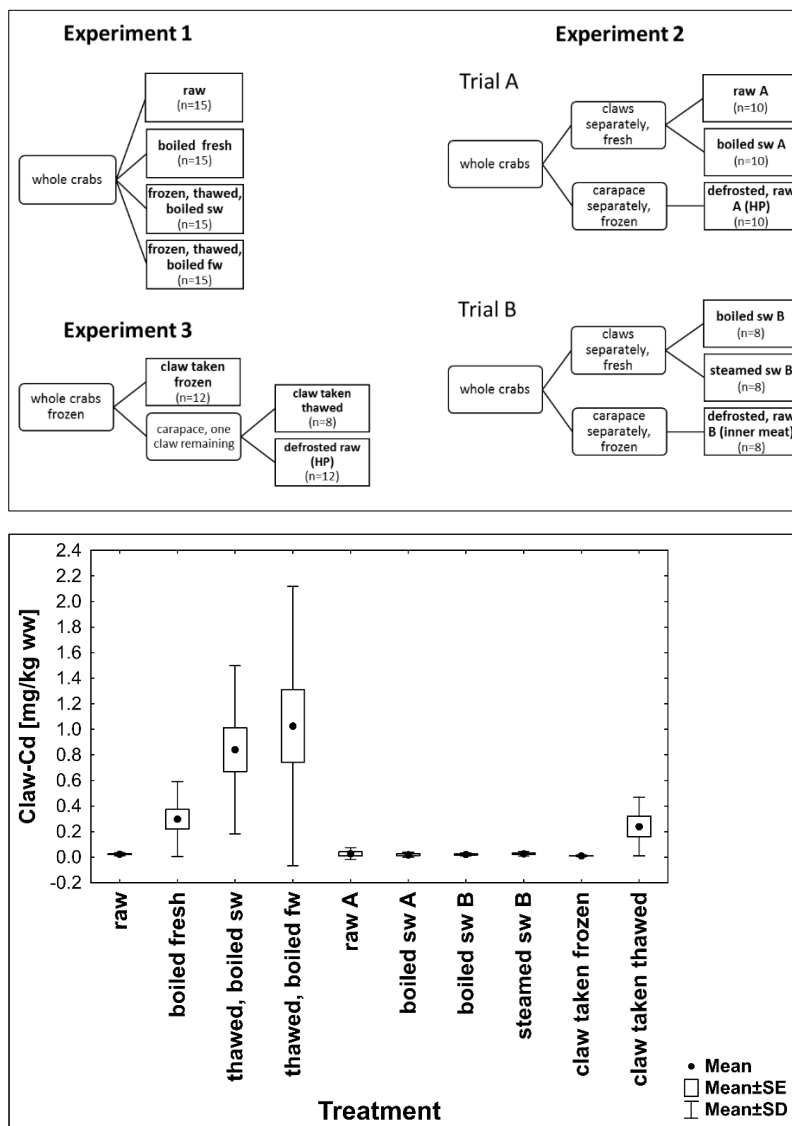 Experiment 1
whole crabs
raw
(n=15)
boiled fresh
(n=15)
frozen, thawed,
boiled sw
(n=15)
frozen, thawed,
boiled fw
(n=15)
Experiment 3
whole crabs
frozen
claw taken
frozen
(n=12)
carapace, one
claw remaining
claw taken
thawed
(n=8)
defrosted raw
(HP)
(n=12)
Experiment 2
Trial A
whole crabs
claws
separately,
fresh
raw A
(n=10)
boiled sw A
(n=10)
carapace
separately,
frozen
defrosted, raw
A (HP)
(n=10)
Trial B
whole crabs
claws
separately,
fresh
boiled sw B
(n=8)
steamed sw B
(n=8)
carapace
separately,
frozen
defrosted, raw
B (inner meat)
(n=8)
Claw-Cd [mg/kg ww]
2.4
2.2
2.0
1.8
1.6
1.4
1.2
1.0
0.8
0.6
0.4
0.2
0.0
-0.2
raw
boiled fresh
thawed, boiled sw
thawed, boiled fw
raw A
boiled sw A
boiled sw B
steamed sw B
claw taken frozen
claw taken thawed
Treatment
Mean
Mean±SE
Mean±SD